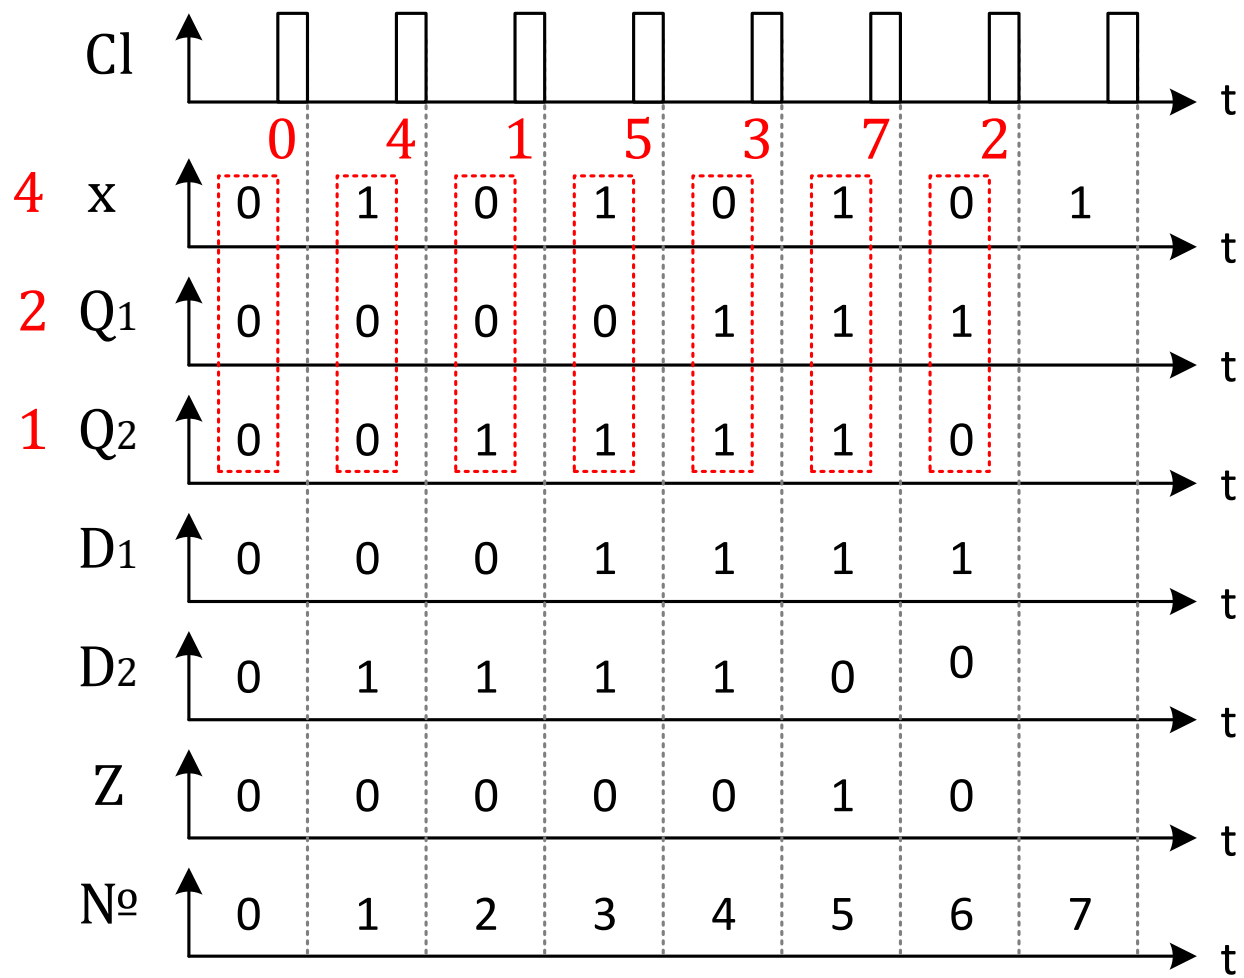 Cl t
0 4 1 5 3 7 2
4 x 0 1 0 1 0 1 0 1 t
2 Q1 0 0 0 0 1 1 1 t
1 Q2 0 0 1 1 1 1 0 t
D1 0 0 0 1 1 1 1 t
D2 0 1 1 1 1 0 0 t
Z 0 0 0 0 0 1 0 t
№ 0 1 2 3 4 5 6 7 t